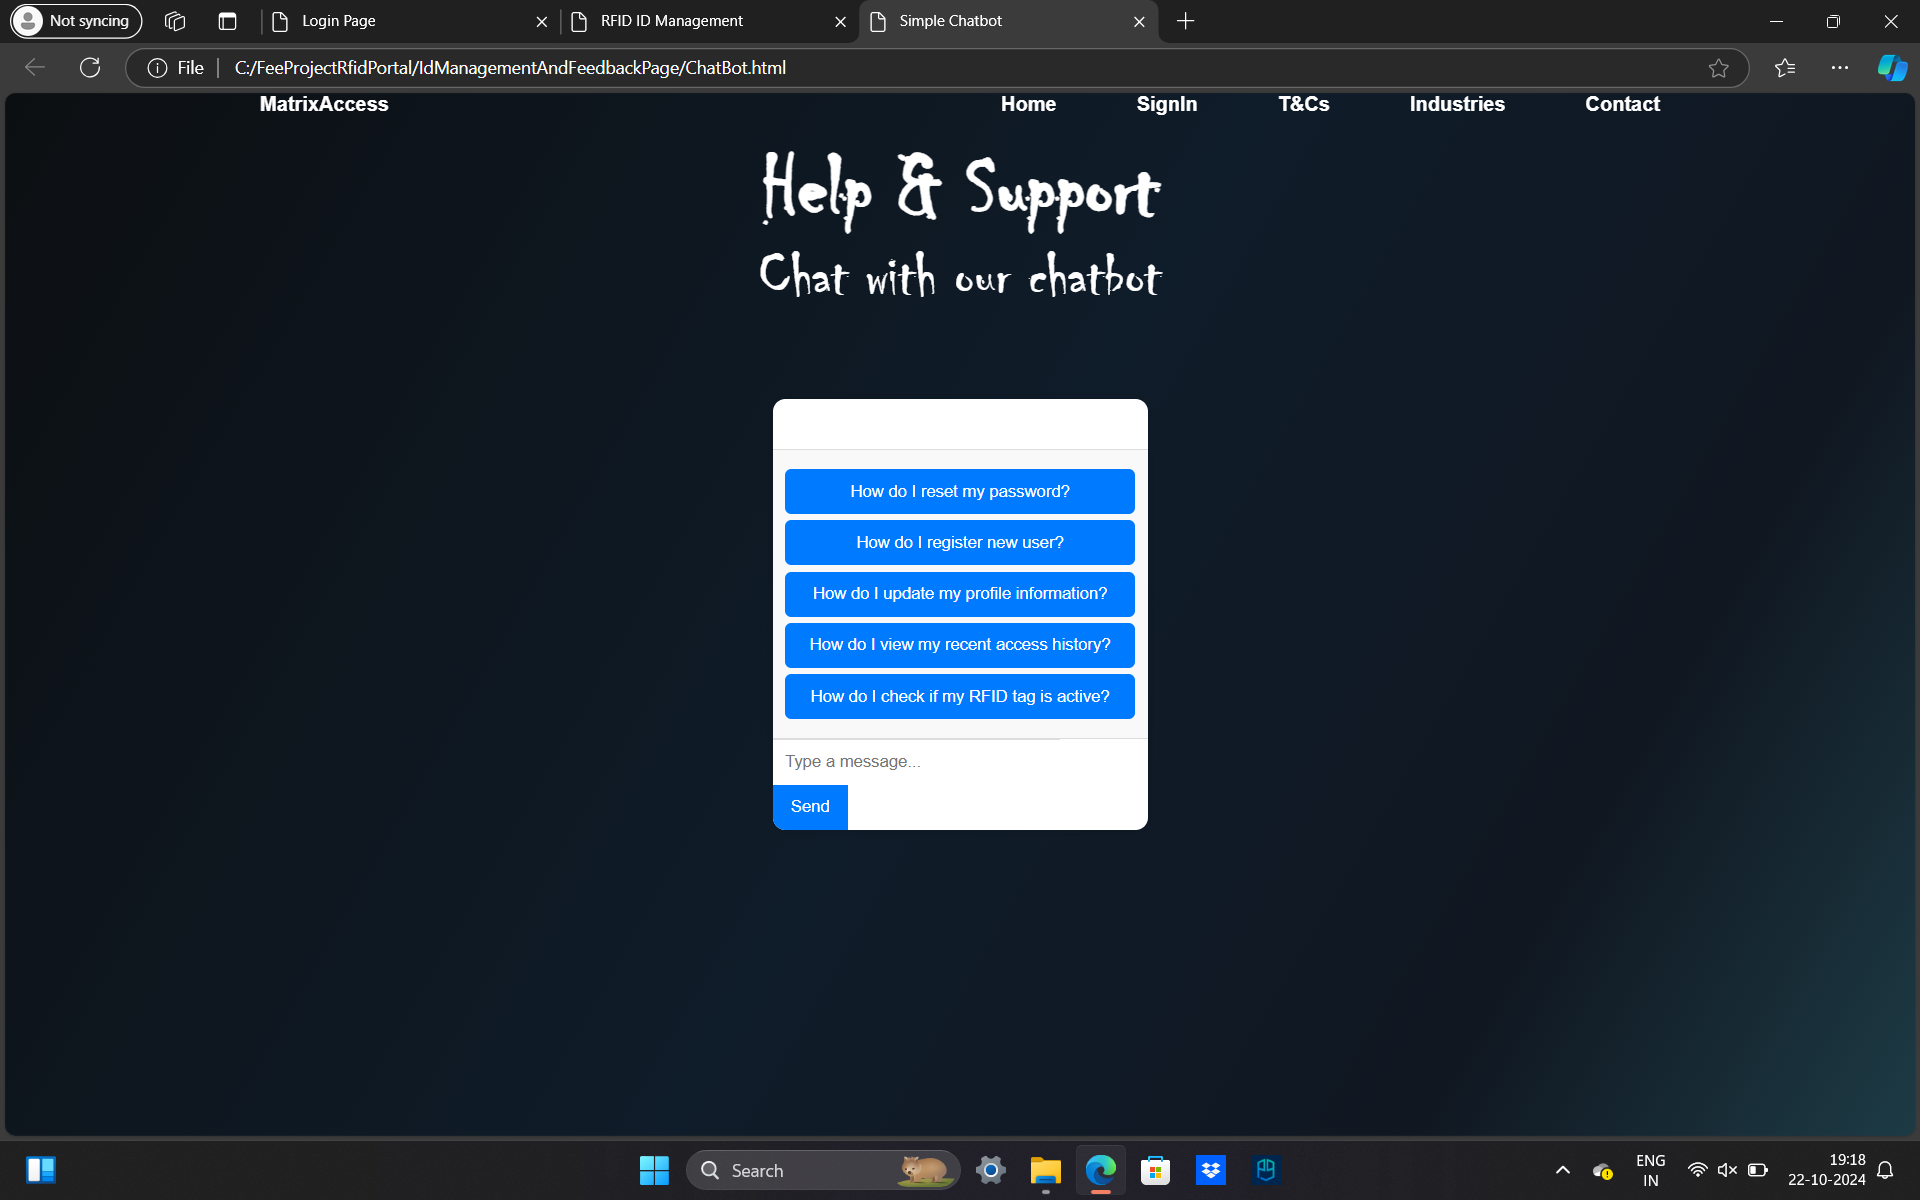 Not syncing
Login Page
RFID ID Management
Simple Chatbot
File
C:/FeeProjectRfidPortal/IdManagementAndFeedbackPage/ChatBot.html
MatrixAccess
Home
SignIn
T&Cs
Industries
Contact
Help & Support
Chat with our chatbot
How do I reset my password?
How do I register new user?
How do I update my profile information?
How do I view my recent access history?
How do I check if my RFID tag is active?
Type a message...
Send
Search
ENG
IN
19:18
22-10-2024